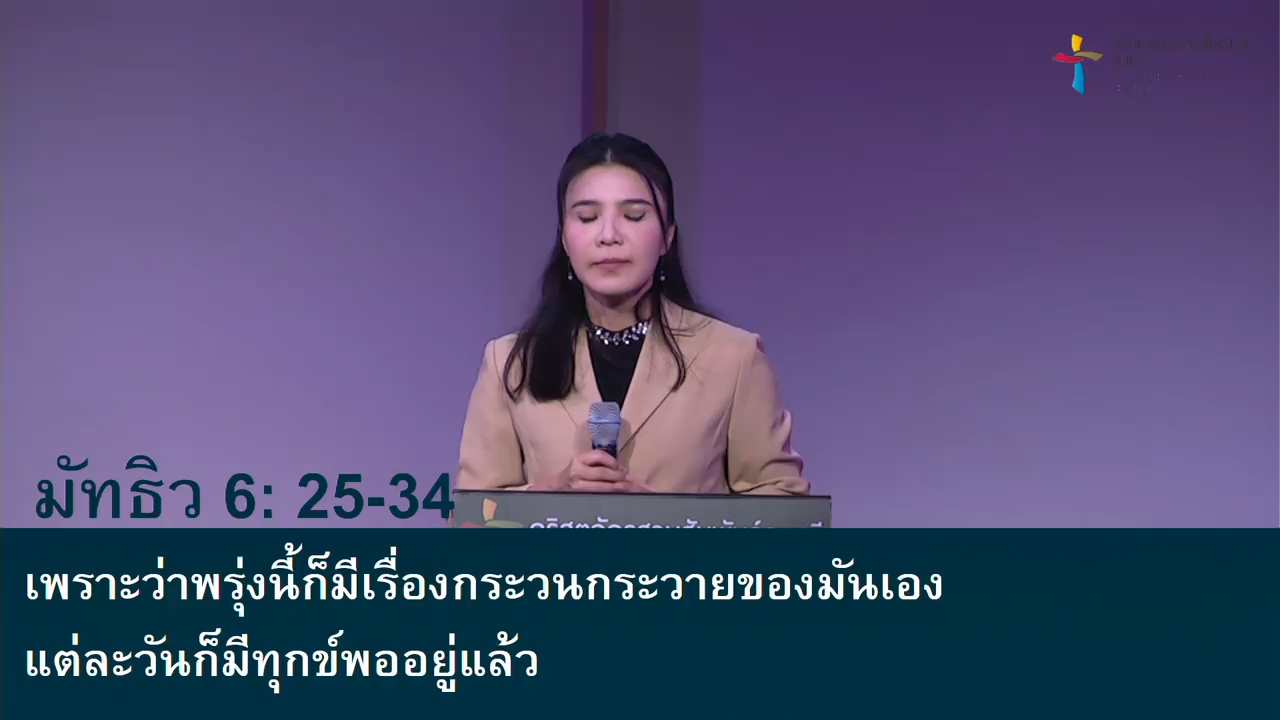 มัทธิว 6: 25-34
เพราะว่าพรุ่งนี้ก็มีเรื่องกระวนกระวายของมันเอง
แต่ละวันก็มีทุกข์พออยู่แล้ว